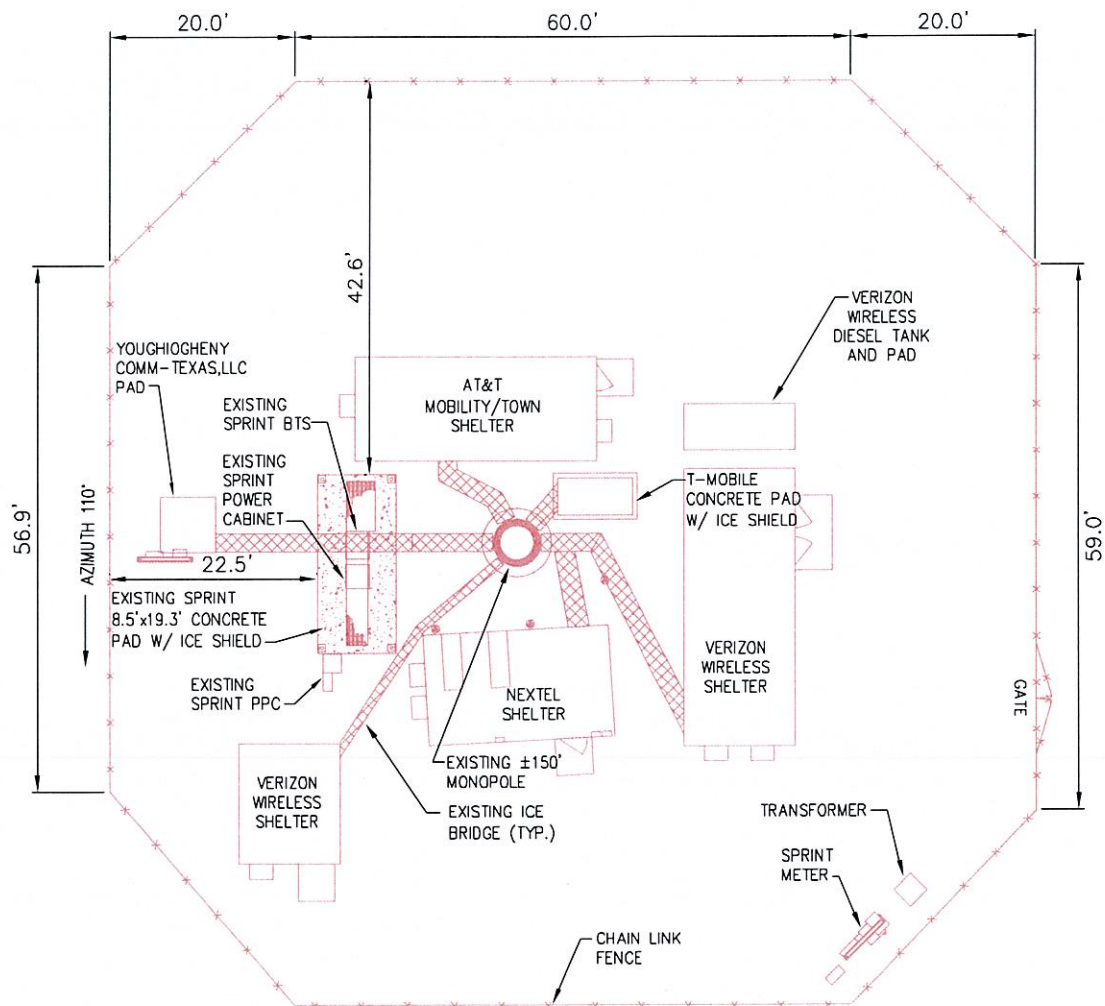 20.0'
60.0'
20.0'
42.6'
VERIZON
WIRELESS
DIESEL TANK
AND PAD
YOUGHIOGHENY
COMM-TEXAS,LLC
PAD
AT&T
MOBILITY/TOWN
SHELTER
EXISTING
SPRINT BTS
EXISTING
SPRINT
POWER
CABINET
T-MOBILE
CONCRETE PAD
W/ ICE SHIELD
56.9'
AZIMUTH 110°
59.0'
22.5'
EXISTING SPRINT
8.5'x19.3' CONCRETE
PAD W/ ICE SHIELD
EXISTING
SPRINT PPC
VERIZON
WIRELESS
SHELTER
NEXTEL
SHELTER
GATE
EXISTING ±150'
MONOPOLE
VERIZON
WIRELESS
SHELTER
EXISTING ICE
BRIDGE (TYP.)
TRANSFORMER
SPRINT
METER
CHAIN LINK
FENCE